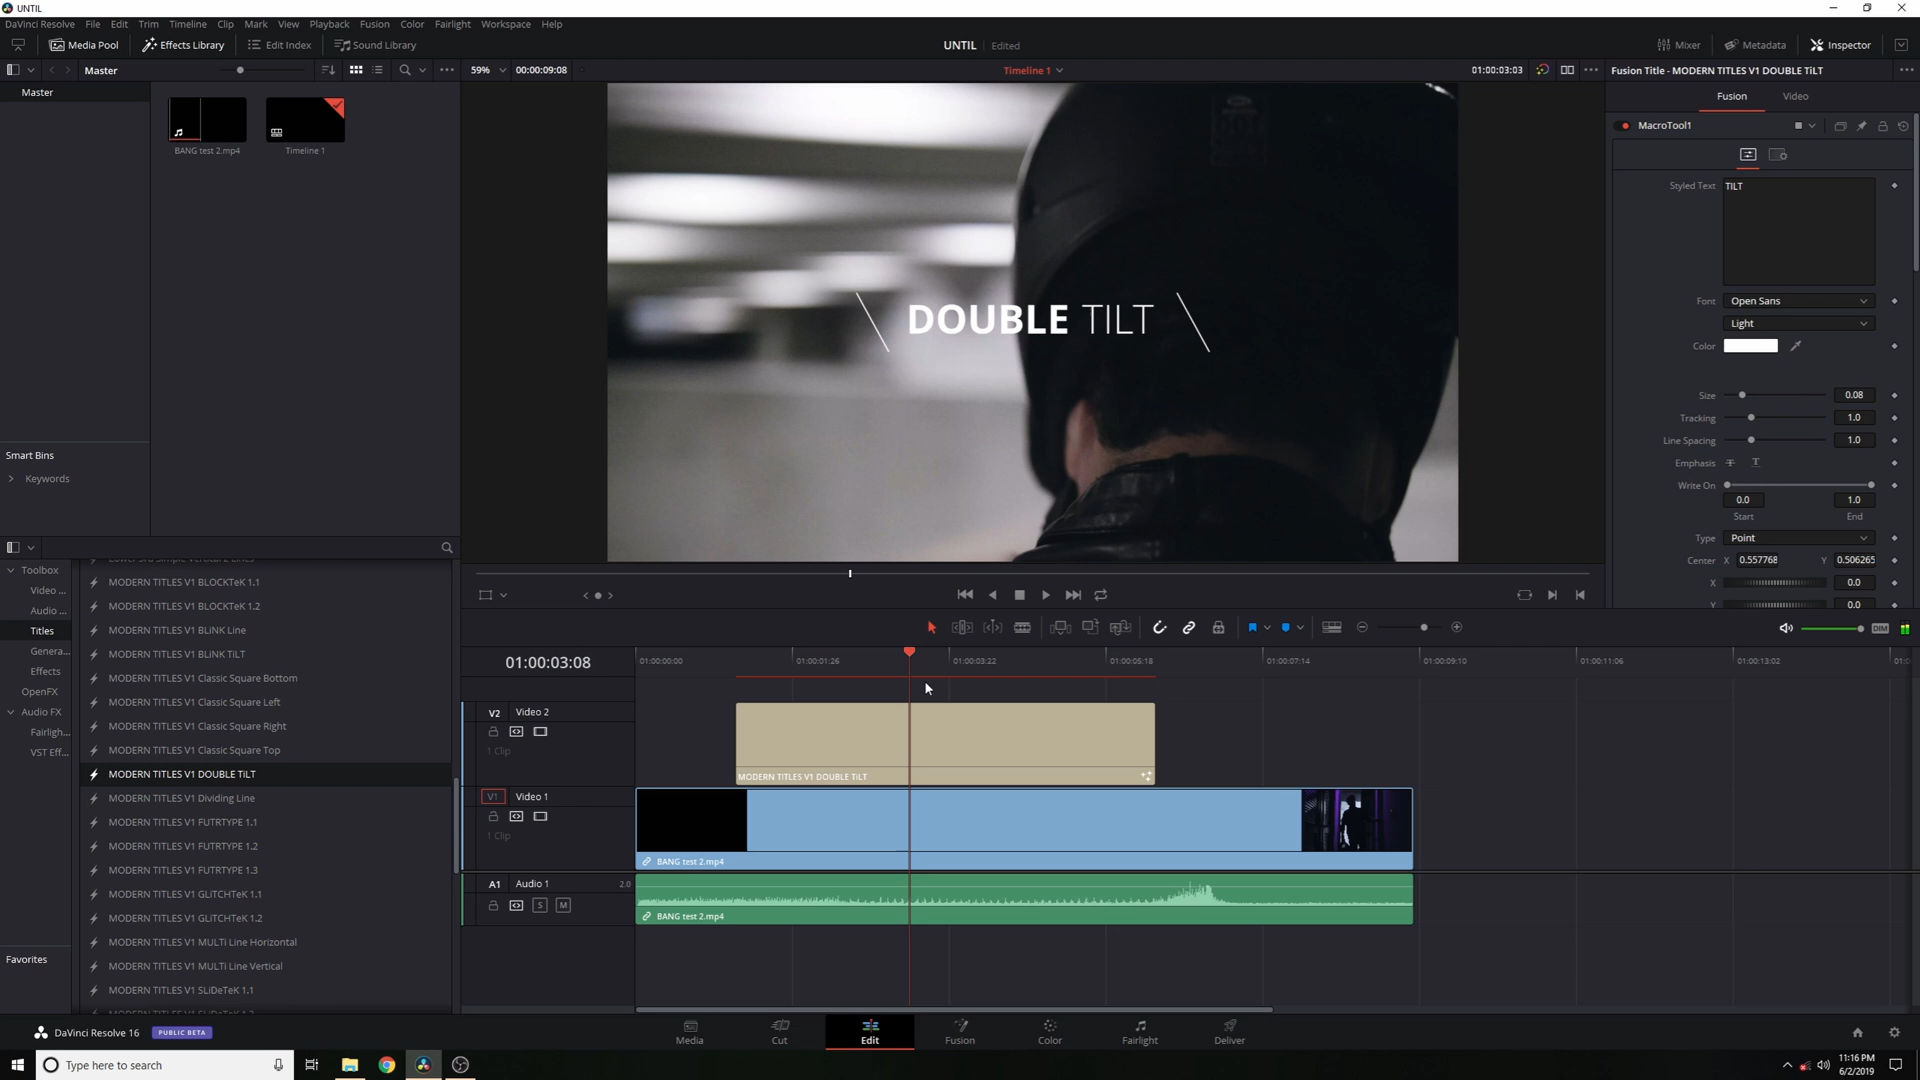 UNTIL
DaVinci Resolve File Edit Trim Timeline Clip Mark View Playback Fusion Color Fairlight Workspace Help
Media Pool Effects Library Edit Index Sound Library UNTIL Edited Mixer Metadata Inspector
Master 59% 00:00:09:08 Timeline 1 01:00:03:03 Fusion Title - MODERN TITLES V1 DOUBLE TiLT
Master
BANG test 2.mp4 Timeline 1
Fusion Video
MacroTool1
Styled Text TILT
Font Open Sans
Light
Color
Size 0.08
Tracking 1.0
Line Spacing 1.0
Emphasis T T
Write On
0.0 1.0
Start End
Type Point
Center X 0.557768 Y 0.506265
X 0.0
Y 0.0
\ DOUBLE TILT \
Smart Bins
Keywords
Toolbox
Video ...
Audio ...
Titles
Genera...
Effects
OpenFX
Audio FX
Fairligh...
VST Eff...
Favorites
MODERN TITLES V1 BLOCKTeK 1.1
MODERN TITLES V1 BLOCKTeK 1.2
MODERN TITLES V1 BLiNK Line
MODERN TITLES V1 BLiNK TiLT
MODERN TITLES V1 Classic Square Bottom
MODERN TITLES V1 Classic Square Left
MODERN TITLES V1 Classic Square Right
MODERN TITLES V1 Classic Square Top
MODERN TITLES V1 DOUBLE TiLT
MODERN TITLES V1 Dividing Line
MODERN TITLES V1 FUTRTYPE 1.1
MODERN TITLES V1 FUTRTYPE 1.2
MODERN TITLES V1 FUTRTYPE 1.3
MODERN TITLES V1 GLiTCHTeK 1.1
MODERN TITLES V1 GLiTCHTeK 1.2
MODERN TITLES V1 MULTi Line Horizontal
MODERN TITLES V1 MULTi Line Vertical
MODERN TITLES V1 SLiDeTeK 1.1
DIM
01:00:03:08 01:00:00:00 01:00:01:26 01:00:03:22 01:00:05:18 01:00:07:14 01:00:09:10 01:00:11:06 01:00:13:02
V2 Video 2
1 Clip
MODERN TITLES V1 DOUBLE TiLT
V1 Video 1
1 Clip
BANG test 2.mp4
A1 Audio 1 2.0
S M
BANG test 2.mp4
DaVinci Resolve 16 PUBLIC BETA
Media Cut Edit Fusion Color Fairlight Deliver
Type here to search
11:16 PM
6/2/2019